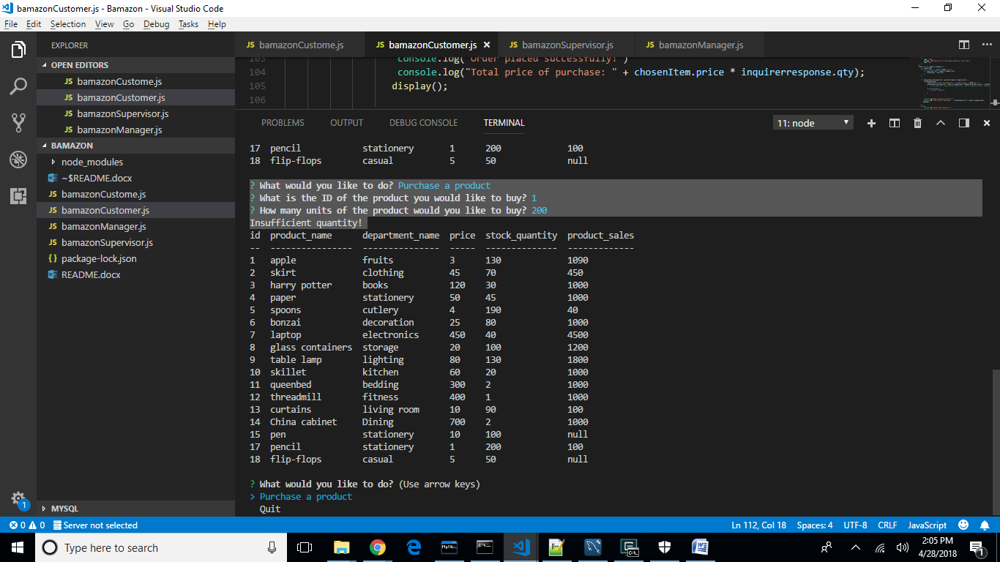 bamazonCustomer.js - Bamazon - Visual Studio Code
File Edit Selection View Go Debug Tasks Help
EXPLORER
OPEN EDITORS
JS bamazonCustome.js
JS bamazonCustomer.js
JS bamazonSupervisor.js
JS bamazonManager.js
BAMAZON
node_modules
~$README.docx
JS bamazonCustome.js
JS bamazonCustomer.js
JS bamazonManager.js
JS bamazonSupervisor.js
{ } package-lock.json
README.docx
MYSQL
1
JS bamazonCustome.js JS bamazonCustomer.js × JS bamazonSupervisor.js JS bamazonManager.js
103 console.log("Order placed successfully!")
104 console.log("Total price of purchase: " + chosenItem.price * inquirerresponse.qty);
105 display();
106
PROBLEMS OUTPUT DEBUG CONSOLE TERMINAL 11: node
17 pencil stationery 1 200 100
18 flip-flops casual 5 50 null
? What would you like to do? Purchase a product
? What is the ID of the product you would like to buy? 1
? How many units of the product would you like to buy? 200
Insufficient quantity!
id product_name department_name price stock_quantity product_sales
-- ---------------- --------------- ----- -------------- -------------
1 apple fruits 3 130 1090
2 skirt clothing 45 70 450
3 harry potter books 120 30 1000
4 paper stationery 50 45 1000
5 spoons cutlery 4 190 40
6 bonzai decoration 25 80 1000
7 laptop electronics 450 40 4500
8 glass containers storage 20 100 1200
9 table lamp lighting 80 130 1800
10 skillet kitchen 60 20 1000
11 queenbed bedding 300 2 1000
12 threadmill fitness 400 1 1000
13 curtains living room 10 90 100
14 China cabinet Dining 700 2 1000
15 pen stationery 10 100 null
17 pencil stationery 1 200 100
18 flip-flops casual 5 50 null
? What would you like to do? (Use arrow keys)
> Purchase a product
Quit
0 0 Server not selected Ln 112, Col 18 Spaces: 4 UTF-8 CRLF JavaScript
Type here to search
2:05 PM
4/28/2018
1